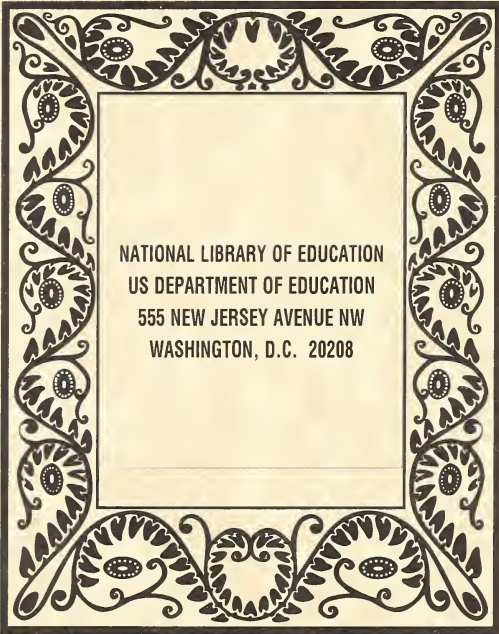 NATIONAL LIBRARY OF EDUCATION
US DEPARTMENT OF EDUCATION
555 NEW JERSEY AVENUE NW
WASHINGTON, D.C. 20208